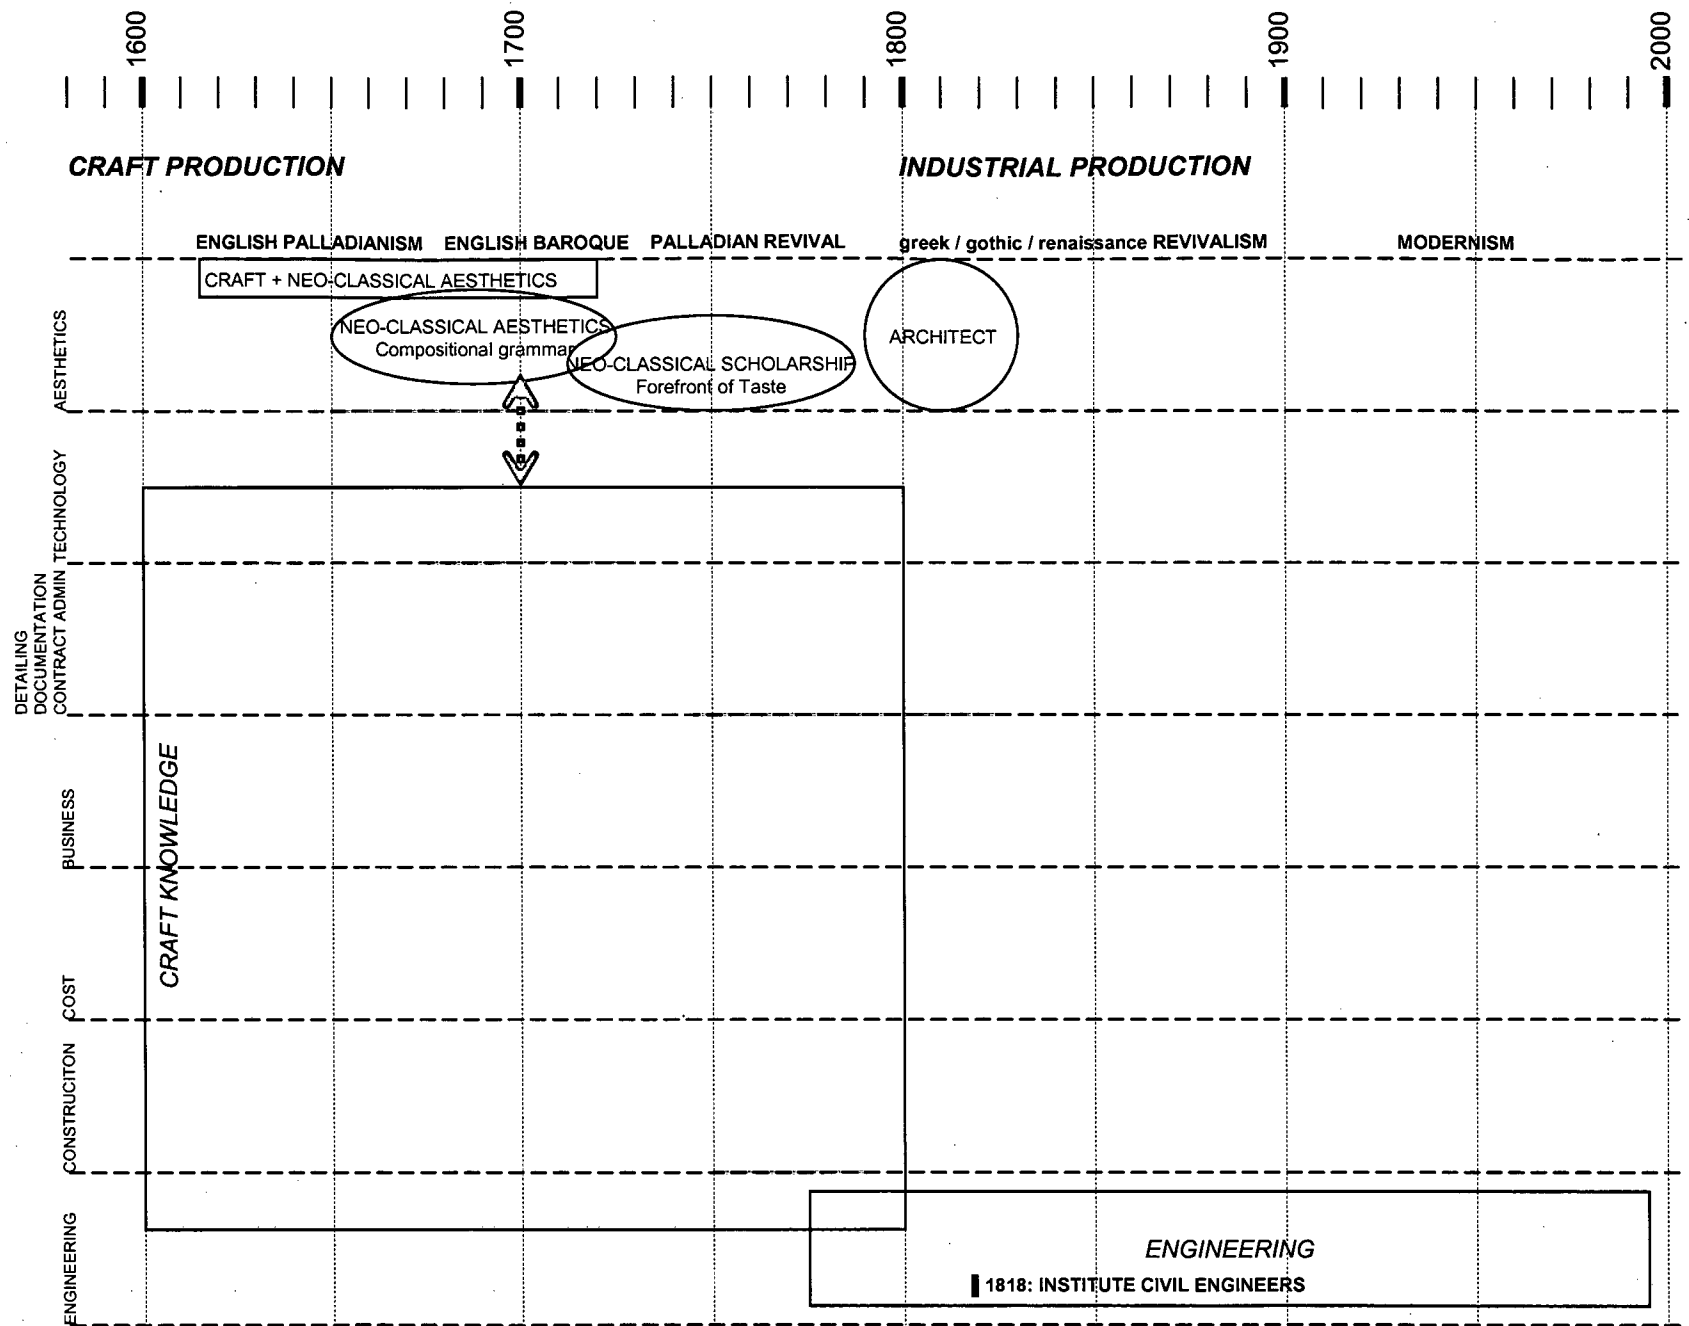 1600
1700
1800
1900
2000
CRAFT PRODUCTION
INDUSTRIAL PRODUCTION
ENGLISH PALLADIANISM
ENGLISH BAROQUE
PALLADIAN REVIVAL
greek / gothic / renaissance REVIVALISM
MODERNISM
CRAFT + NEO-CLASSICAL AESTHETICS
NEO-CLASSICAL AESTHETICS
Compositional grammar
NEO-CLASSICAL SCHOLARSHIP
Forefront of Taste
ARCHITECT
AESTHETICS
TECHNOLOGY
DETAILING
DOCUMENTATION
CONTRACT ADMIN
BUSINESS
COST
CONSTRUCITON
ENGINEERING
CRAFT KNOWLEDGE
ENGINEERING
1818: INSTITUTE CIVIL ENGINEERS